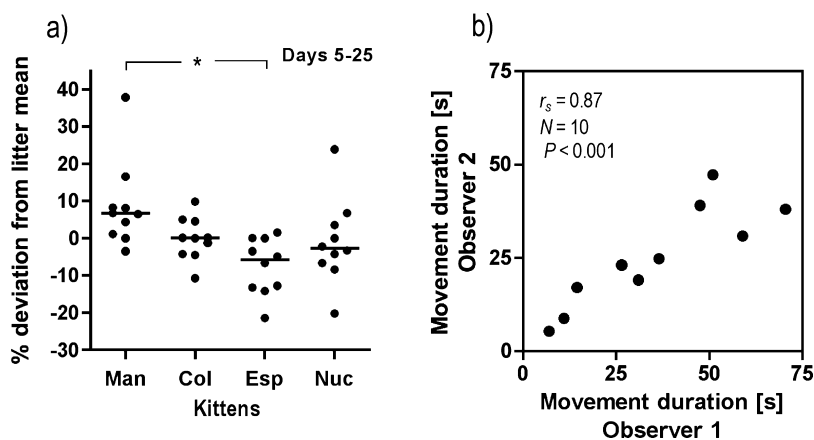 a)
Days 5-25
*
% deviation from litter mean
40
30
20
10
0
-10
-20
-30
Man Col Esp Nuc
Kittens
b)
Movement duration [s]
Observer 2
75
50
25
0
r_s = 0.87
N = 10
P < 0.001
0 25 50 75
Movement duration [s]
Observer 1